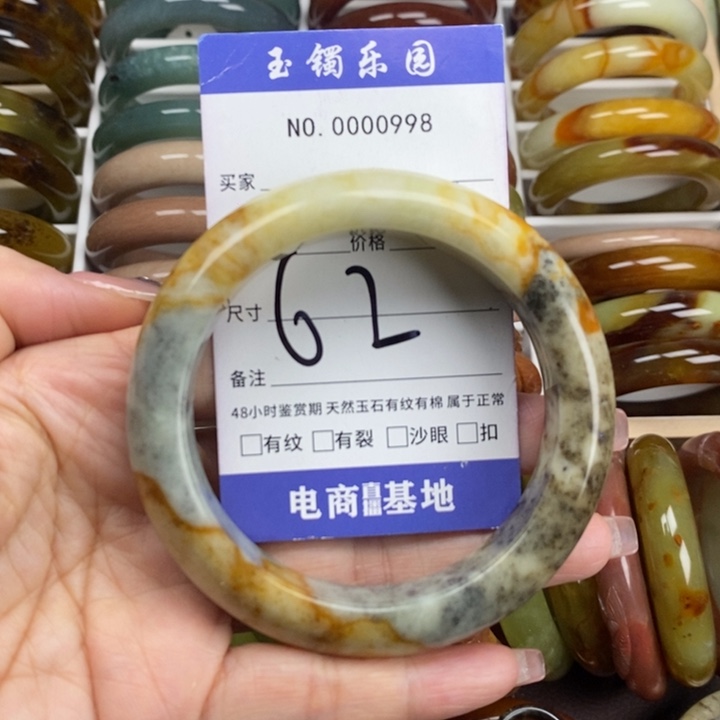 玉镯乐园
NO. 0000998
买家
价格
尺寸 62
备注
48小时鉴赏期 天然玉石有纹有棉 属于正常
□有纹 □有裂 □沙眼 □扣
电商直播基地